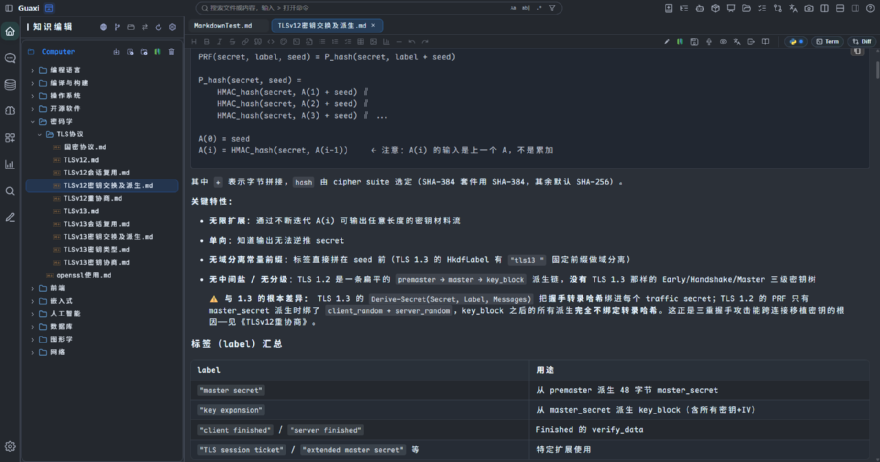 Guaxi
搜索文件或内容, > 打开命令
知识编辑
MarkdownTest.md
TLSv12密钥交换及派生.md ×
Term
Diff
Computer
编程语言
编译与构建
操作系统
开源软件
密码学
TLS协议
国密协议.md
TLSv12.md
TLSv12会话复用.md
TLSv12密钥交换及派生.md
TLSv12重协商.md
TLSv13.md
TLSv13会话复用.md
TLSv13密钥交换及派生.md
TLSv13密钥类型.md
TLSv13密钥协商.md
openssl使用.md
前端
嵌入式
人工智能
数据库
图形学
网络
PRF(secret, label, seed) = P_hash(secret, label + seed)
P_hash(secret, seed) =
HMAC_hash(secret, A(1) + seed) ∥
HMAC_hash(secret, A(2) + seed) ∥
HMAC_hash(secret, A(3) + seed) ∥ ...
A(0) = seed
A(i) = HMAC_hash(secret, A(i-1)) ← 注意: A(i) 的输入是上一个 A, 不是累加
其中 + 表示字节拼接, hash 由 cipher suite 选定 (SHA-384 套件用 SHA-384, 其余默认 SHA-256) 。
关键特性:
• 无限扩展: 通过不断迭代 A(i) 可输出任意长度的密钥材料流
• 单向: 知道输出无法逆推 secret
• 无域分离常量前缀: 标签直接拼在 seed 前 (TLS 1.3 的 HkdfLabel 有 "tls13 " 固定前缀做域分离)
• 无中间盐 / 无分级: TLS 1.2 是一条扁平的 premaster → master → key_block 派生链, 没有 TLS 1.3 那样的 Early/Handshake/Master 三级密钥树
⚠ 与 1.3 的根本差异: TLS 1.3 的 Derive-Secret(Secret, Label, Messages) 把握手转录哈希绑进每个 traffic secret; TLS 1.2 的 PRF 只有
master_secret 派生时绑了 client_random + server_random, key_block 之后的所有派生完全不绑定转录哈希。这正是三重握手攻击能跨连接移植密钥的根
因—见《TLSv12重协商》。
标签 (label) 汇总
label 用途
"master secret" 从 premaster 派生 48 字节 master_secret
"key expansion" 从 master_secret 派生 key_block (含所有密钥+IV)
"client finished" / "server finished" Finished 的 verify_data
"TLS session ticket" / "extended master secret" 等 特定扩展使用